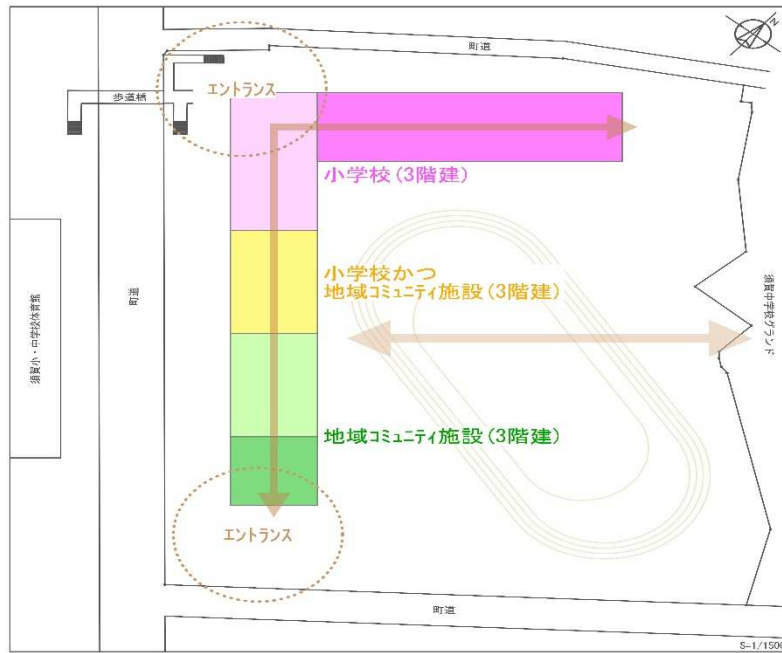 町道
N
エントランス
歩道橋
小学校(3階建)
小学校かつ
地域コミュニティ施設(3階建)
町道
須賀小・中学校体育館
須賀中学校グランド
地域コミュニティ施設(3階建)
エントランス
町道
S-1/1500